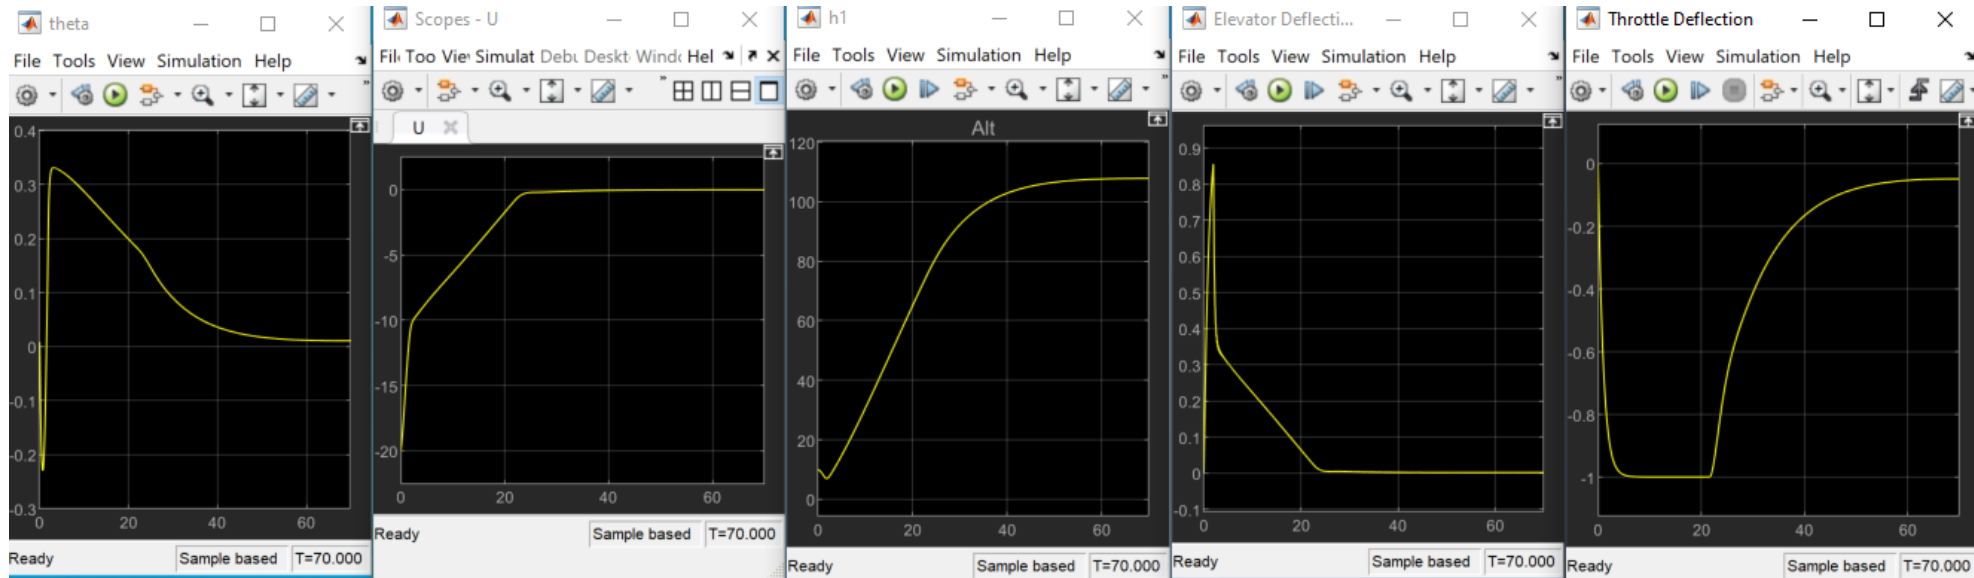 theta
File Tools View Simulation Help
0.4
0.3
0.2
0.1
0
-0.1
-0.2
-0.3
0 20 40 60
Ready Sample based T=70.000
Scopes - U
Too Simulat Debu Deskt Hel
U
0
-5
-10
-15
-20
0 20 40 60
Ready Sample based T=70.000
h1
File Tools View Simulation Help
Alt
120
100
80
60
40
20
0
0 20 40 60
Ready Sample based T=70.000
Elevator Deflecti...
File Tools View Simulation Help
0.9
0.8
0.7
0.6
0.5
0.4
0.3
0.2
0.1
0
-0.1
0 20 40 60
Ready Sample based T=70.000
Throttle Deflection
File Tools View Simulation Help
0
-0.2
-0.4
-0.6
-0.8
-1
0 20 40 60
Ready Sample based T=70.000